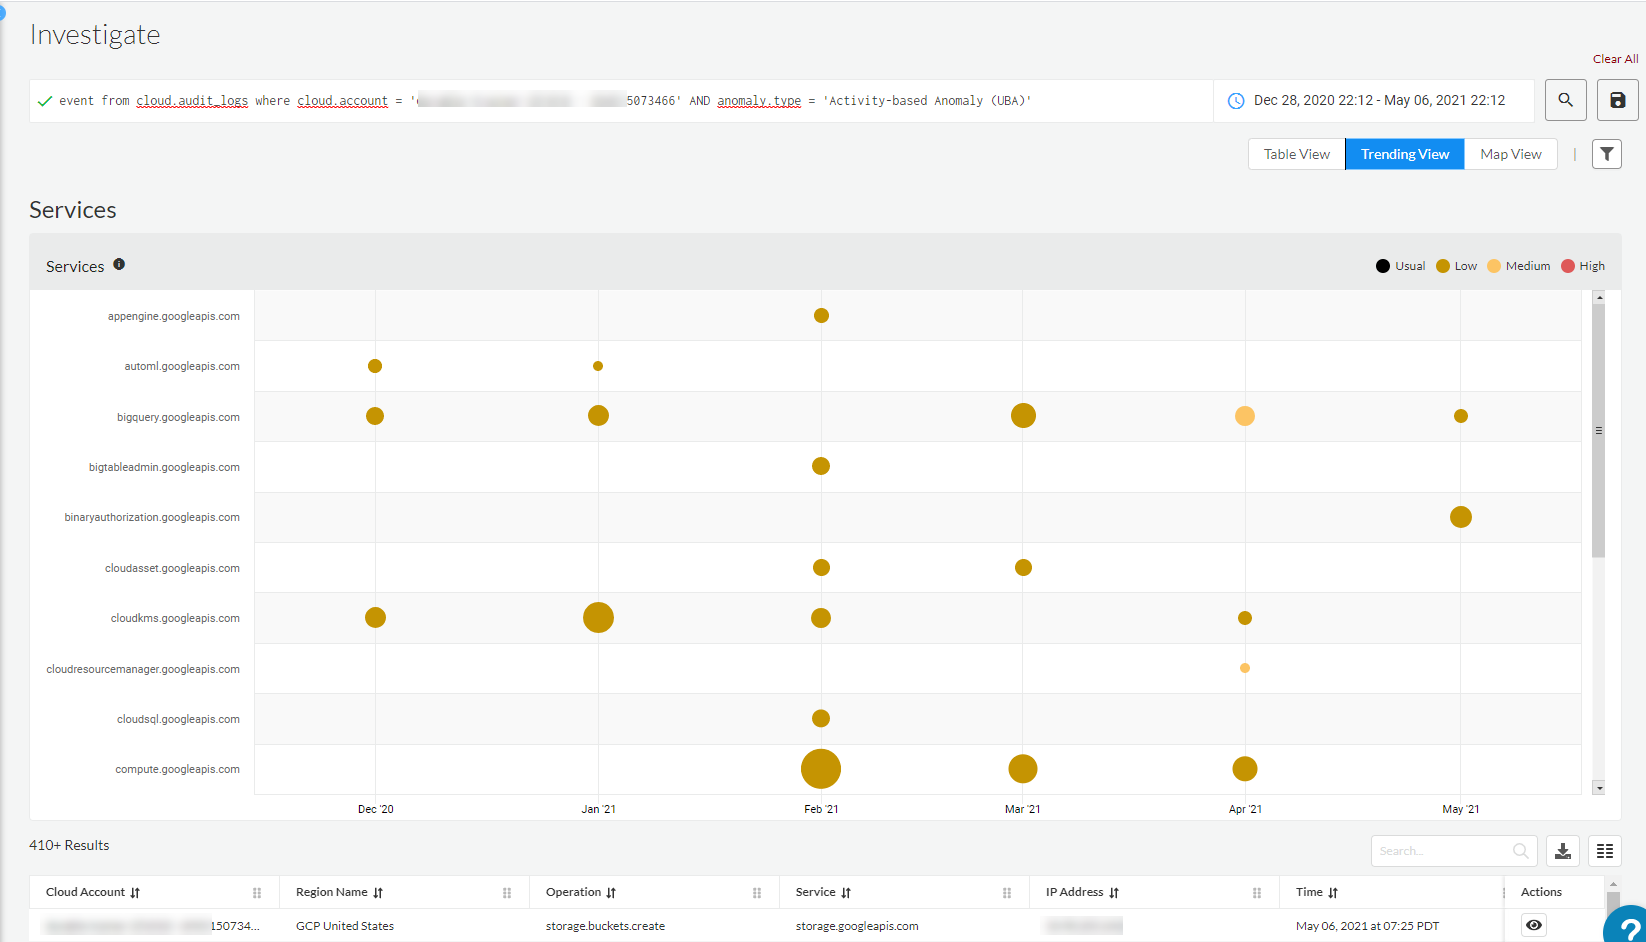 Investigate
Clear All
event from cloud.audit_logs where cloud.account = ' 5073466' AND anomaly.type = 'Activity-based Anomaly (UBA)'
Dec 28, 2020 22:12 - May 06, 2021 22:12
Table View Trending View Map View
Services
Services
Usual Low Medium High
appengine.googleapis.com
automl.googleapis.com
bigquery.googleapis.com
bigtableadmin.googleapis.com
binaryauthorization.googleapis.com
cloudasset.googleapis.com
cloudkms.googleapis.com
cloudresourcemanager.googleapis.com
cloudsql.googleapis.com
compute.googleapis.com
Dec '20 Jan '21 Feb '21 Mar '21 Apr '21 May '21
410+ Results
Search...
Cloud Account Region Name Operation Service IP Address Time Actions
150734... GCP United States storage.buckets.create storage.googleapis.com May 06, 2021 at 07:25 PDT
?